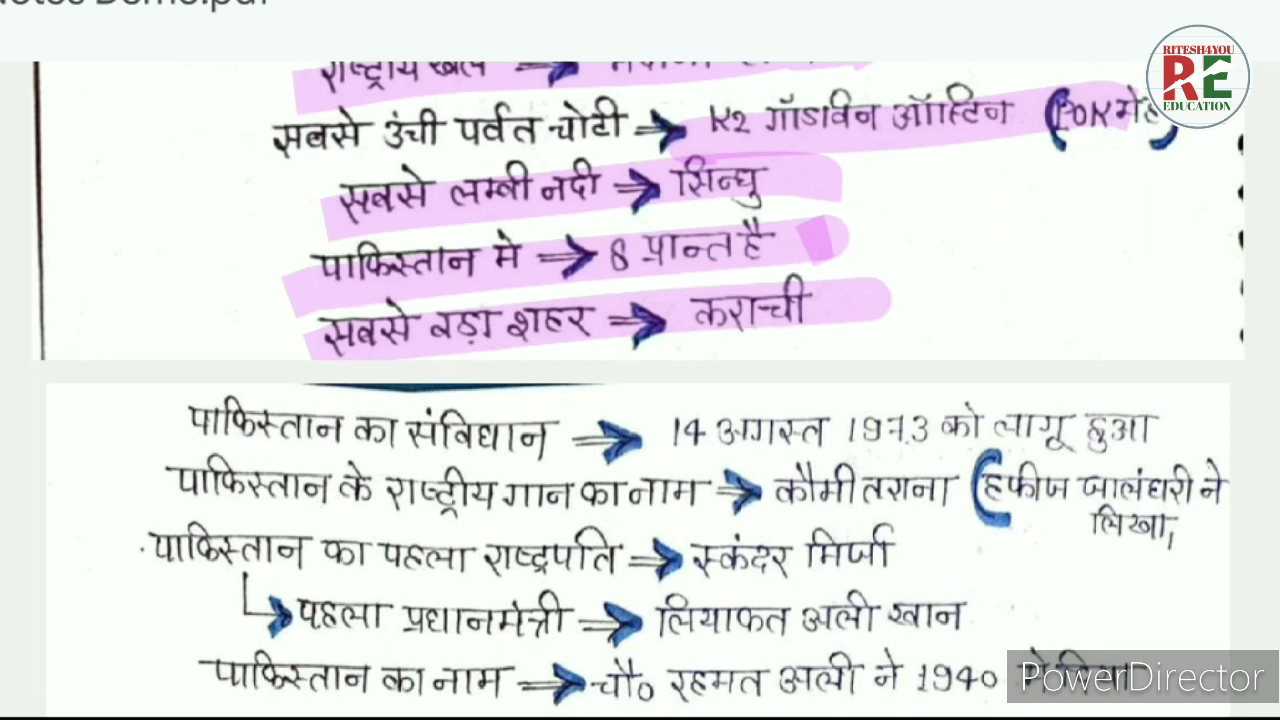 Notes Demo.pdf
राष्ट्रीय खेल →
RITESH4YOU
RE
EDUCATION
सबसे उंची पर्वत चोटी → K2 गॉडविन ऑस्टिन (POK मे है)
सबसे लम्बी नदी → सिन्धु
पाकिस्तान मे → 8 प्रान्त है
सबसे बड़ा शहर → कराची
पाकिस्तान का संविधान → 14 अगस्त 1973 को लागू हुआ
पाकिस्तान के राष्ट्रीय गान का नाम → कौमी तराना (हफीज जालंधरी ने
लिखा,
पाकिस्तान का पहला राष्ट्रपति → स्कंदर मिर्जा
पहला प्रधानमंत्री → लियाकत अली खान
पाकिस्तान का नाम → चौ० रहमत अली ने 1940 मे दिया
PowerDirector